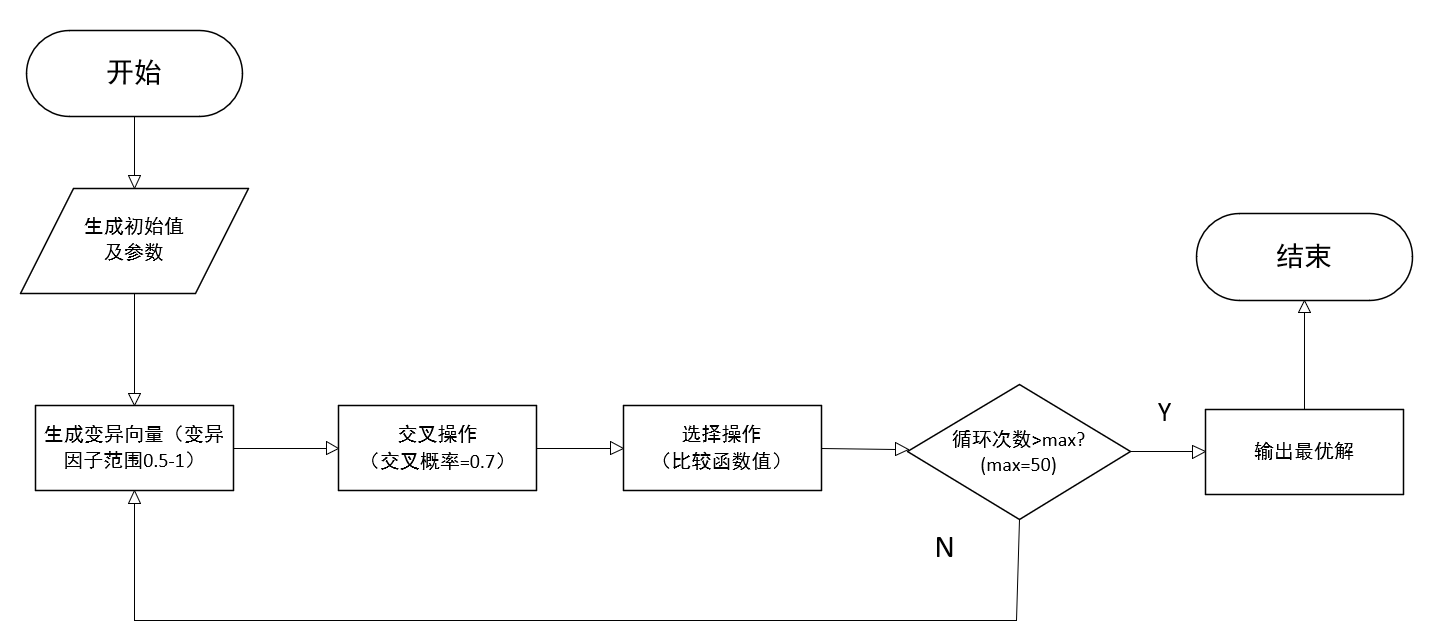 开始
生成初始值
及参数
生成变异向量（变异
因子范围0.5-1）
交叉操作
（交叉概率=0.7）
选择操作
（比较函数值）
循环次数>max?
(max=50)
Y
N
输出最优解
结束